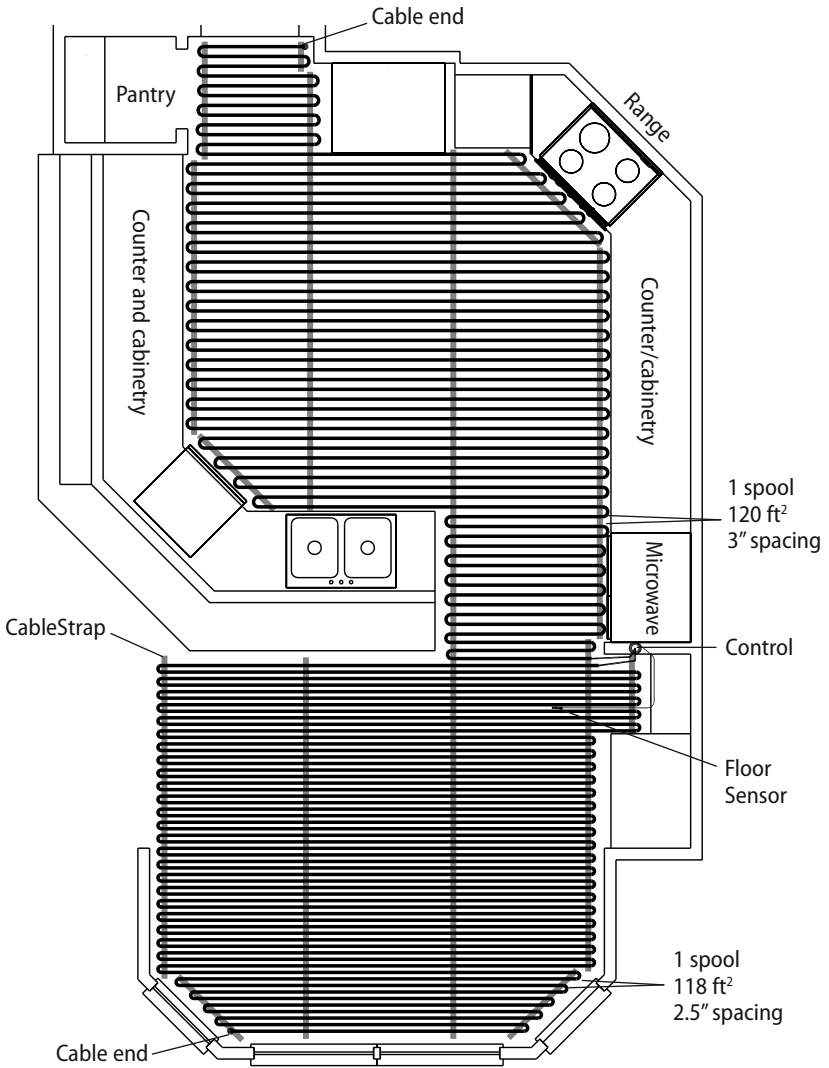 Cable end
Pantry
Range
Counter and cabinetry
Counter/cabinetry
1 spool
120 ft²
3” spacing
Microwave
CableStrap
Control
Floor
Sensor
1 spool
118 ft²
2.5” spacing
Cable end